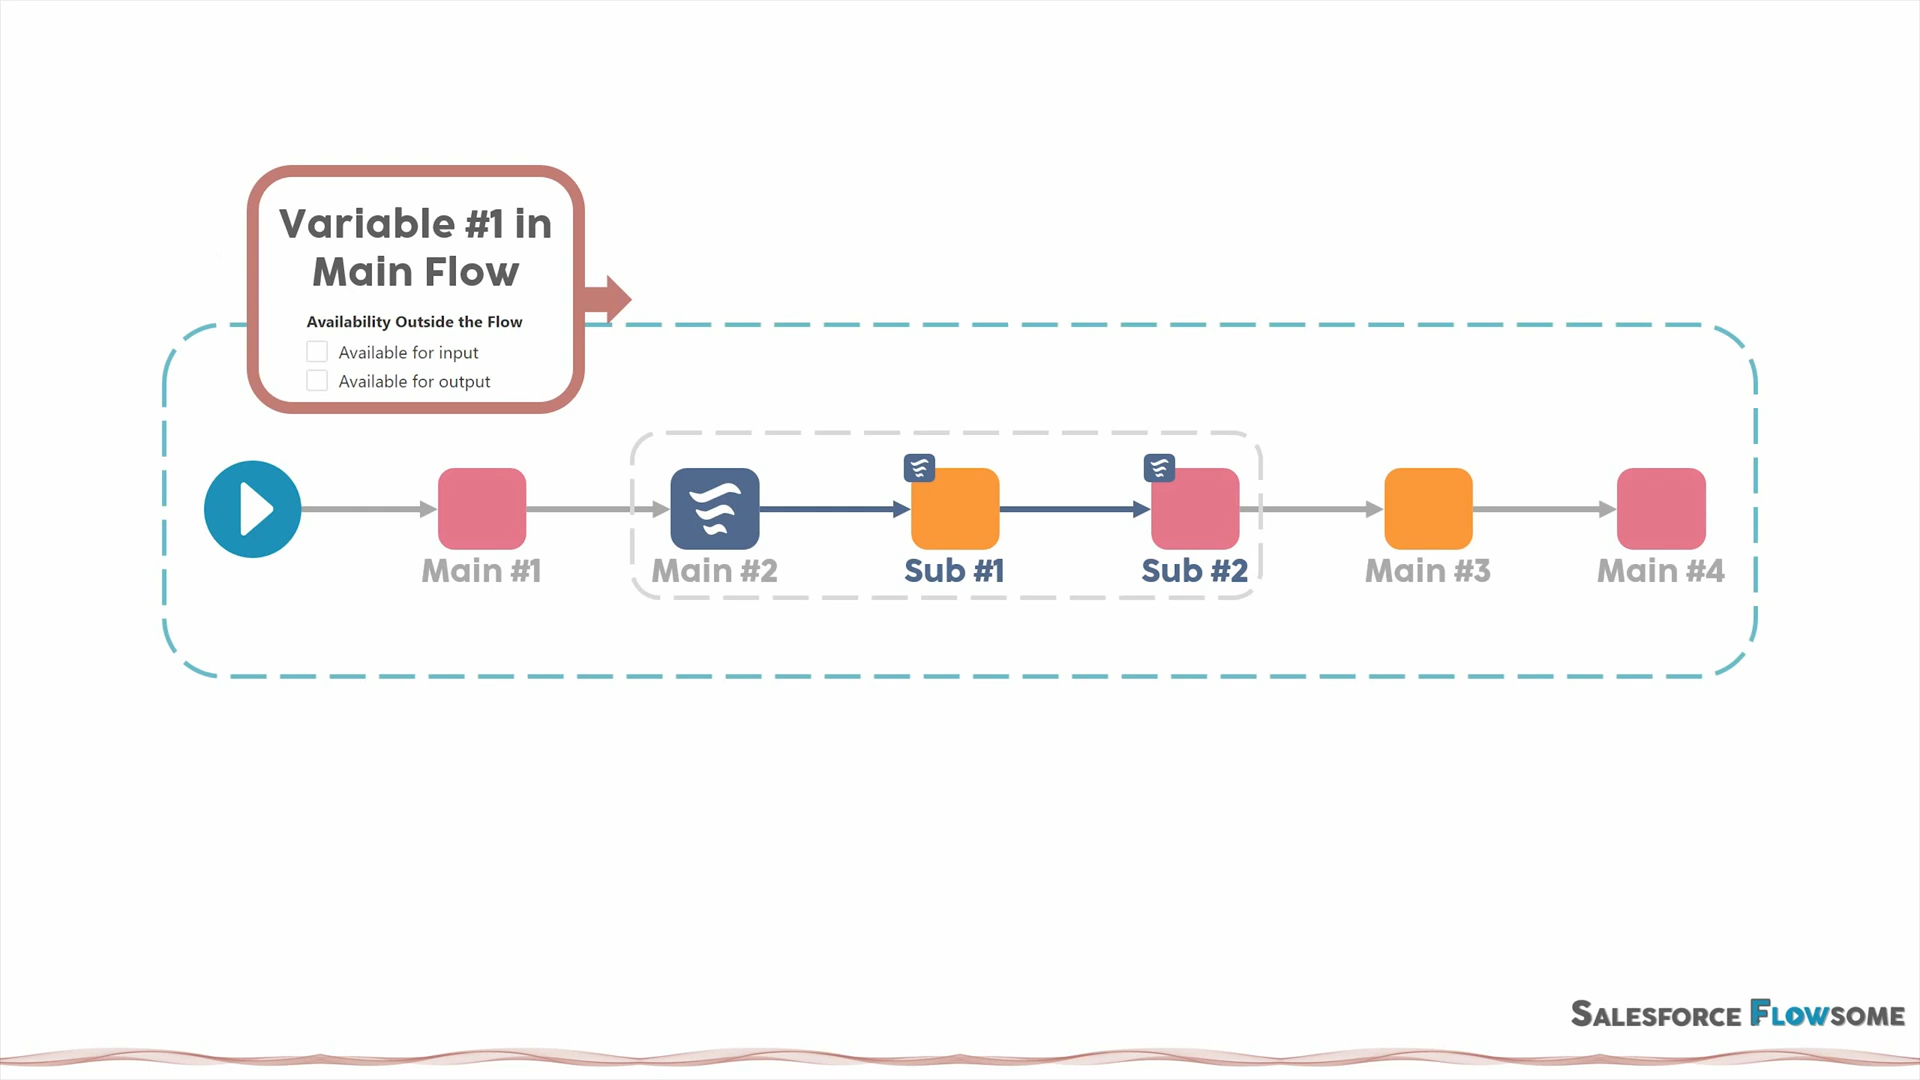 Variable #1 in
Main Flow
Availability Outside the Flow
Available for input
Available for output
Main #1
Main #2
Sub #1
Sub #2
Main #3
Main #4
SALESFORCE FLOWSOME